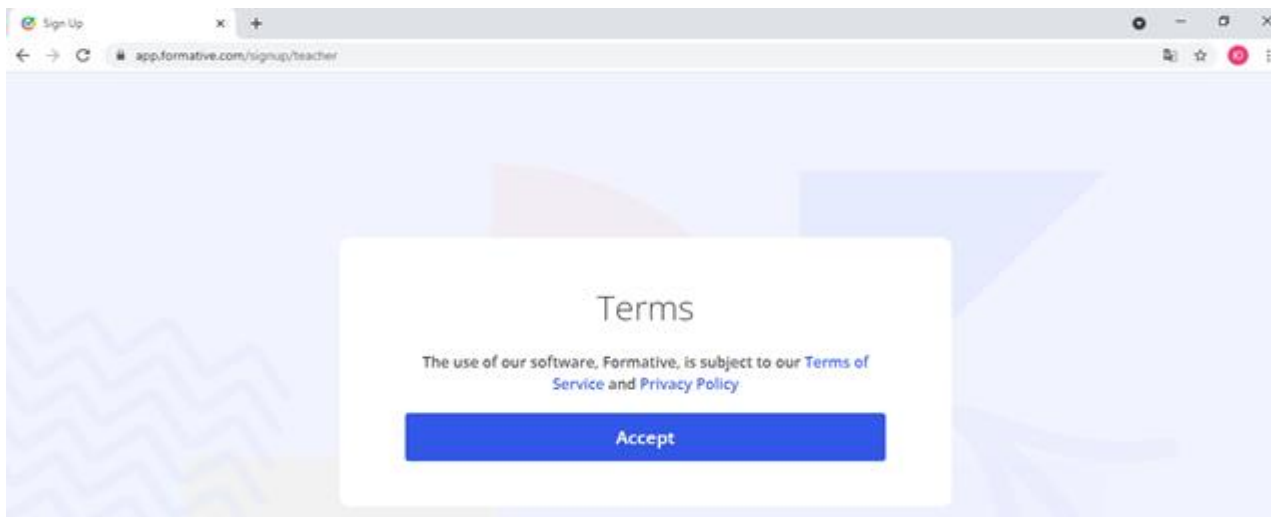 Sign Up
app.formative.com/signup/teacher
Terms
The use of our software, Formative, is subject to our Terms of
Service and Privacy Policy
Accept